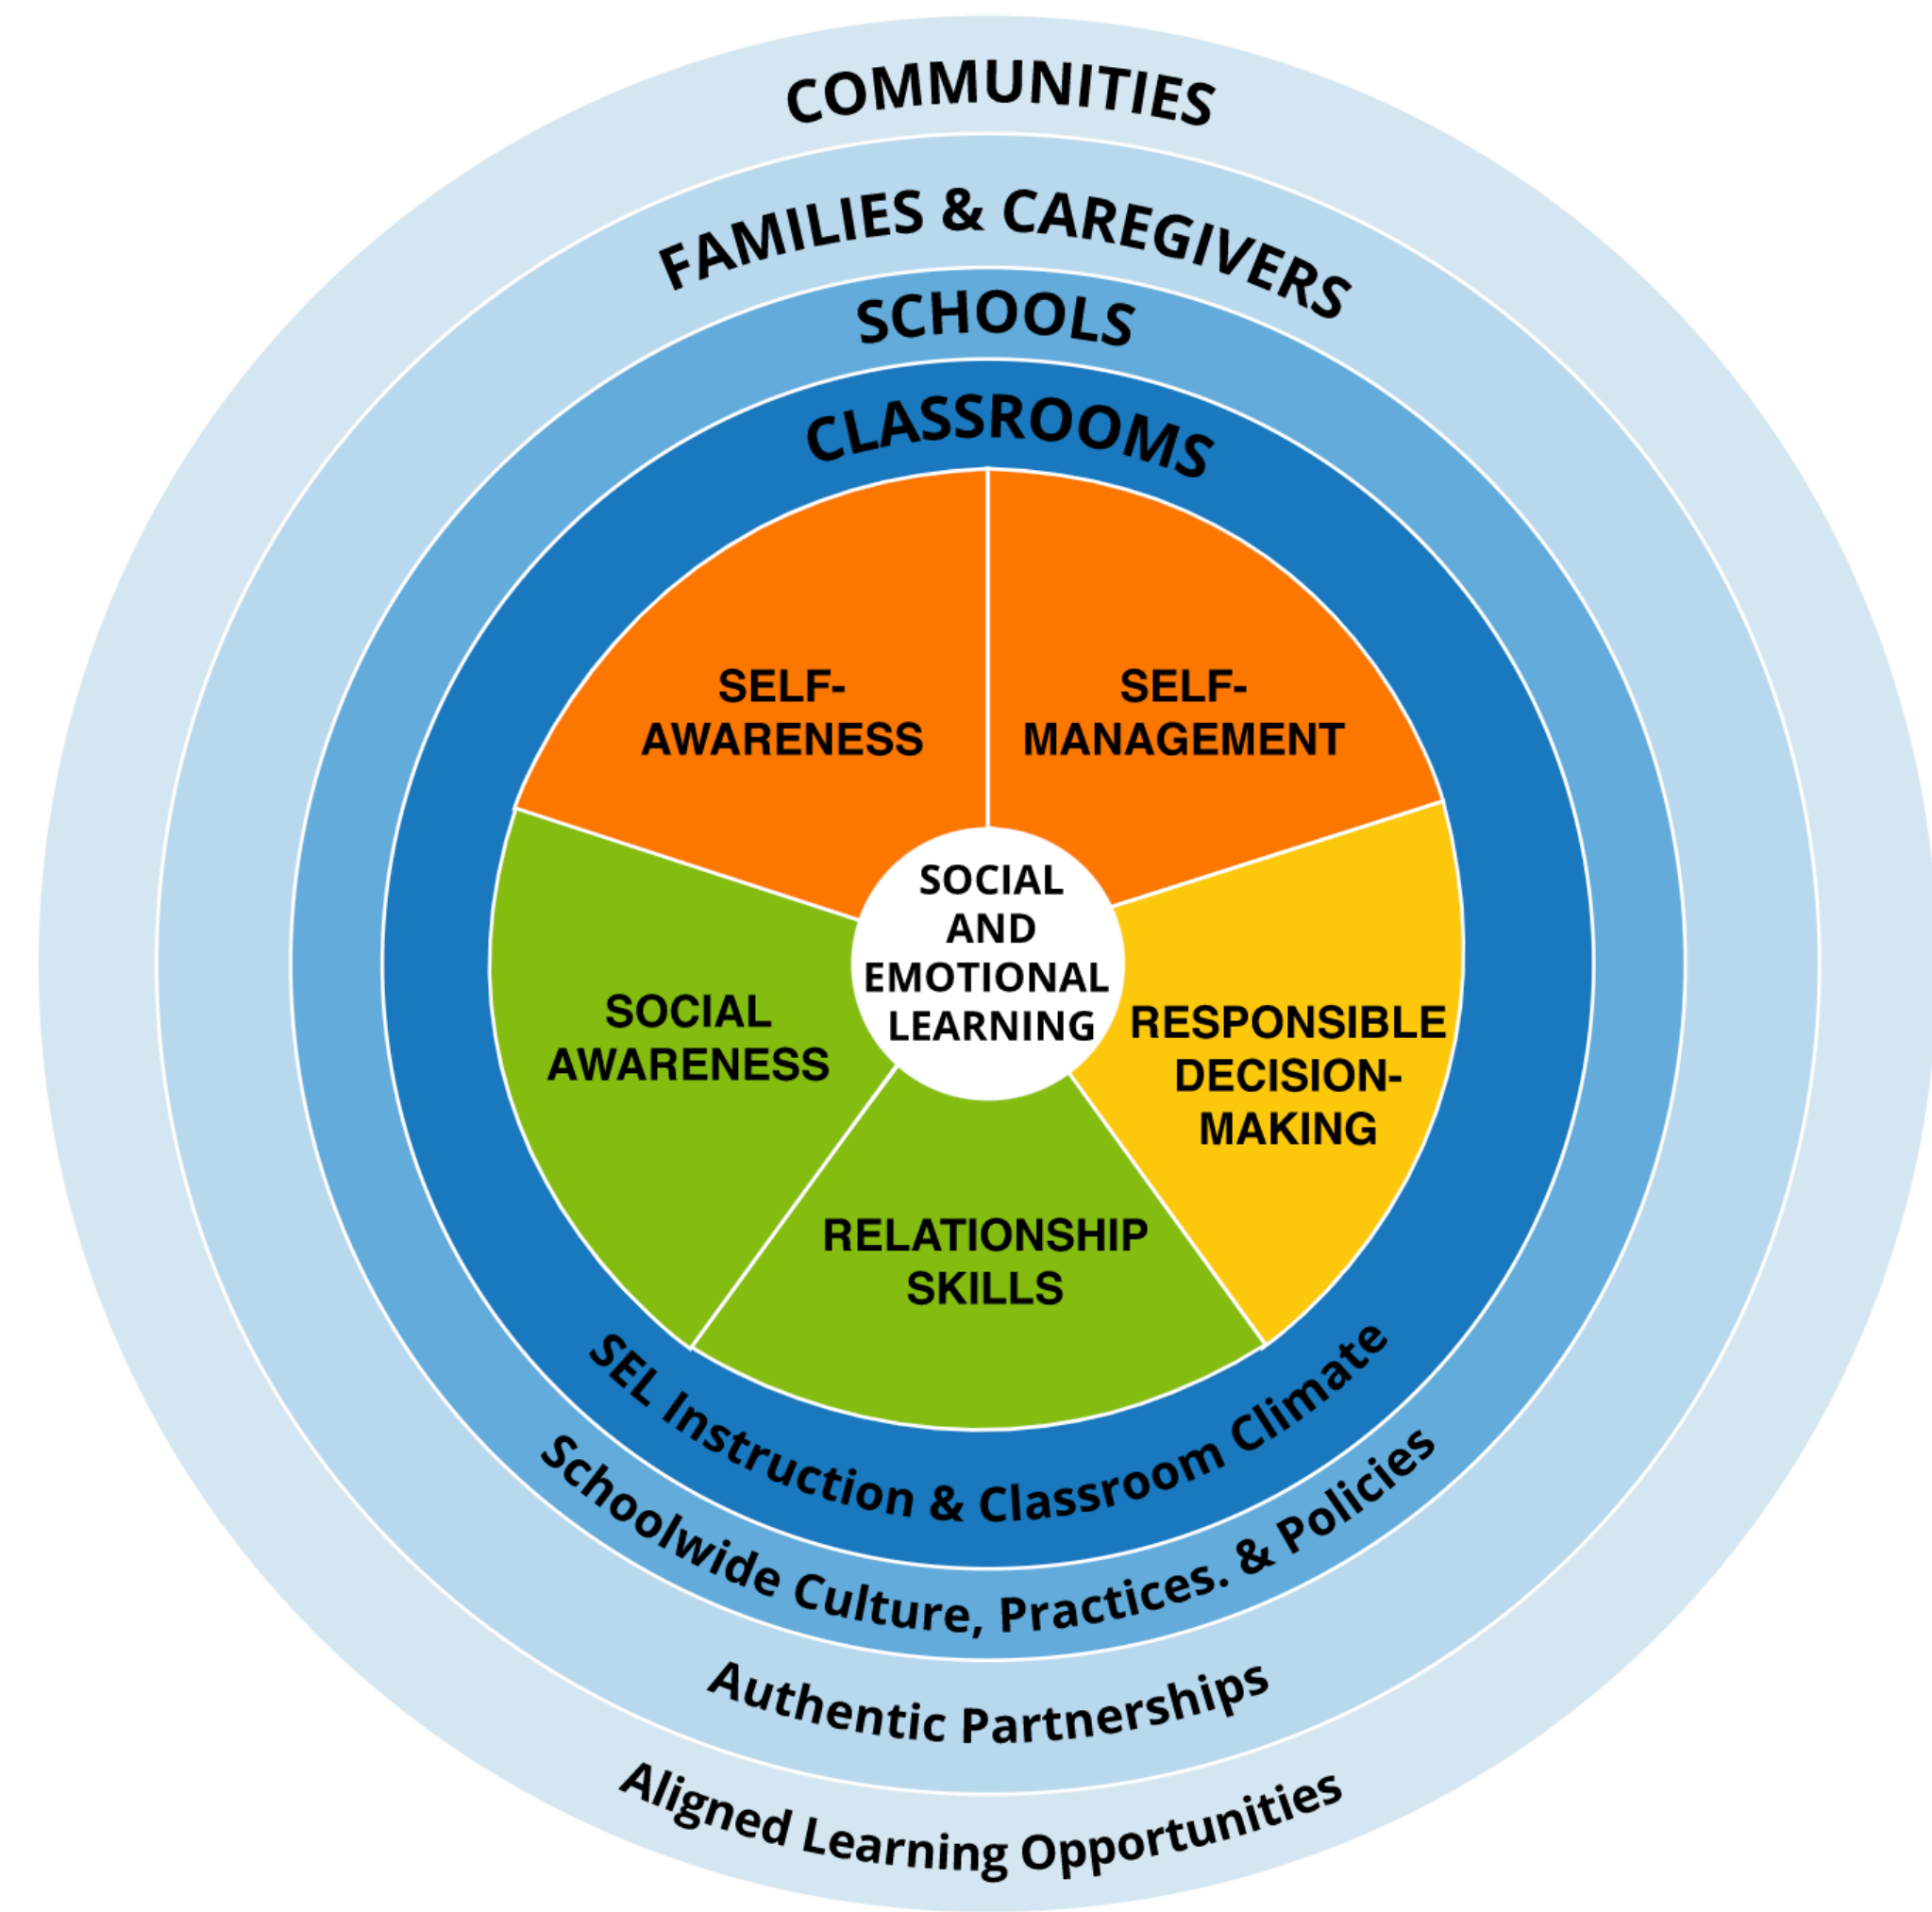 COMMUNITIES
FAMILIES & CAREGIVERS
SCHOOLS
CLASSROOMS
SELF-
AWARENESS
SELF-
MANAGEMENT
SOCIAL
AND
EMOTIONAL
LEARNING
SOCIAL
AWARENESS
RESPONSIBLE
DECISION-
MAKING
RELATIONSHIP
SKILLS
SEL Instruction & Classroom Climate
Schoolwide Culture, Practices. & Policies
Authentic Partnerships
Aligned Learning Opportunities